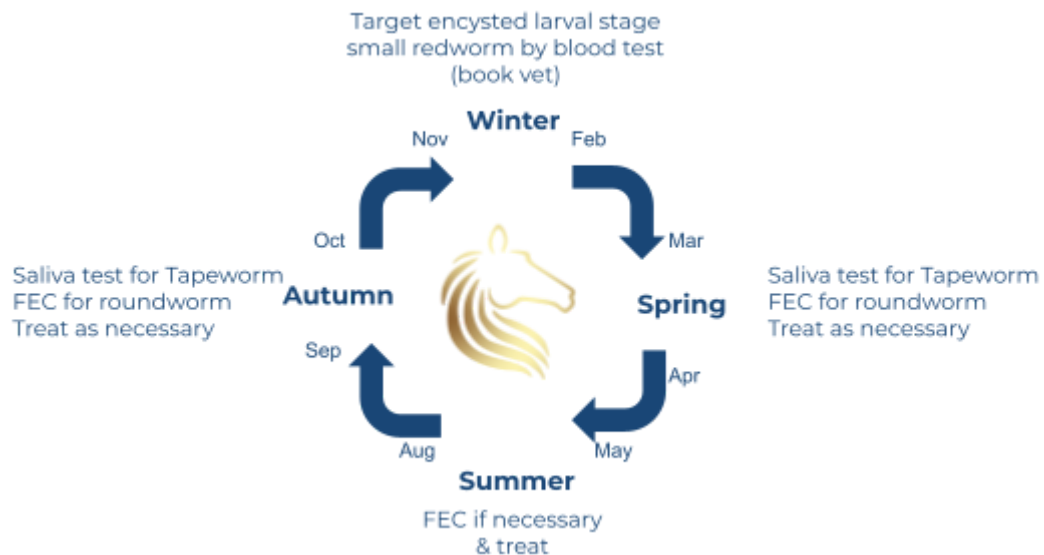 Target encysted larval stage
small redworm by blood test
(book vet)
Winter
Nov
Feb
Oct
Mar
Saliva test for Tapeworm
FEC for roundworm
Treat as necessary
Autumn
Spring
Saliva test for Tapeworm
FEC for roundworm
Treat as necessary
Sep
Apr
Aug
May
Summer
FEC if necessary
& treat